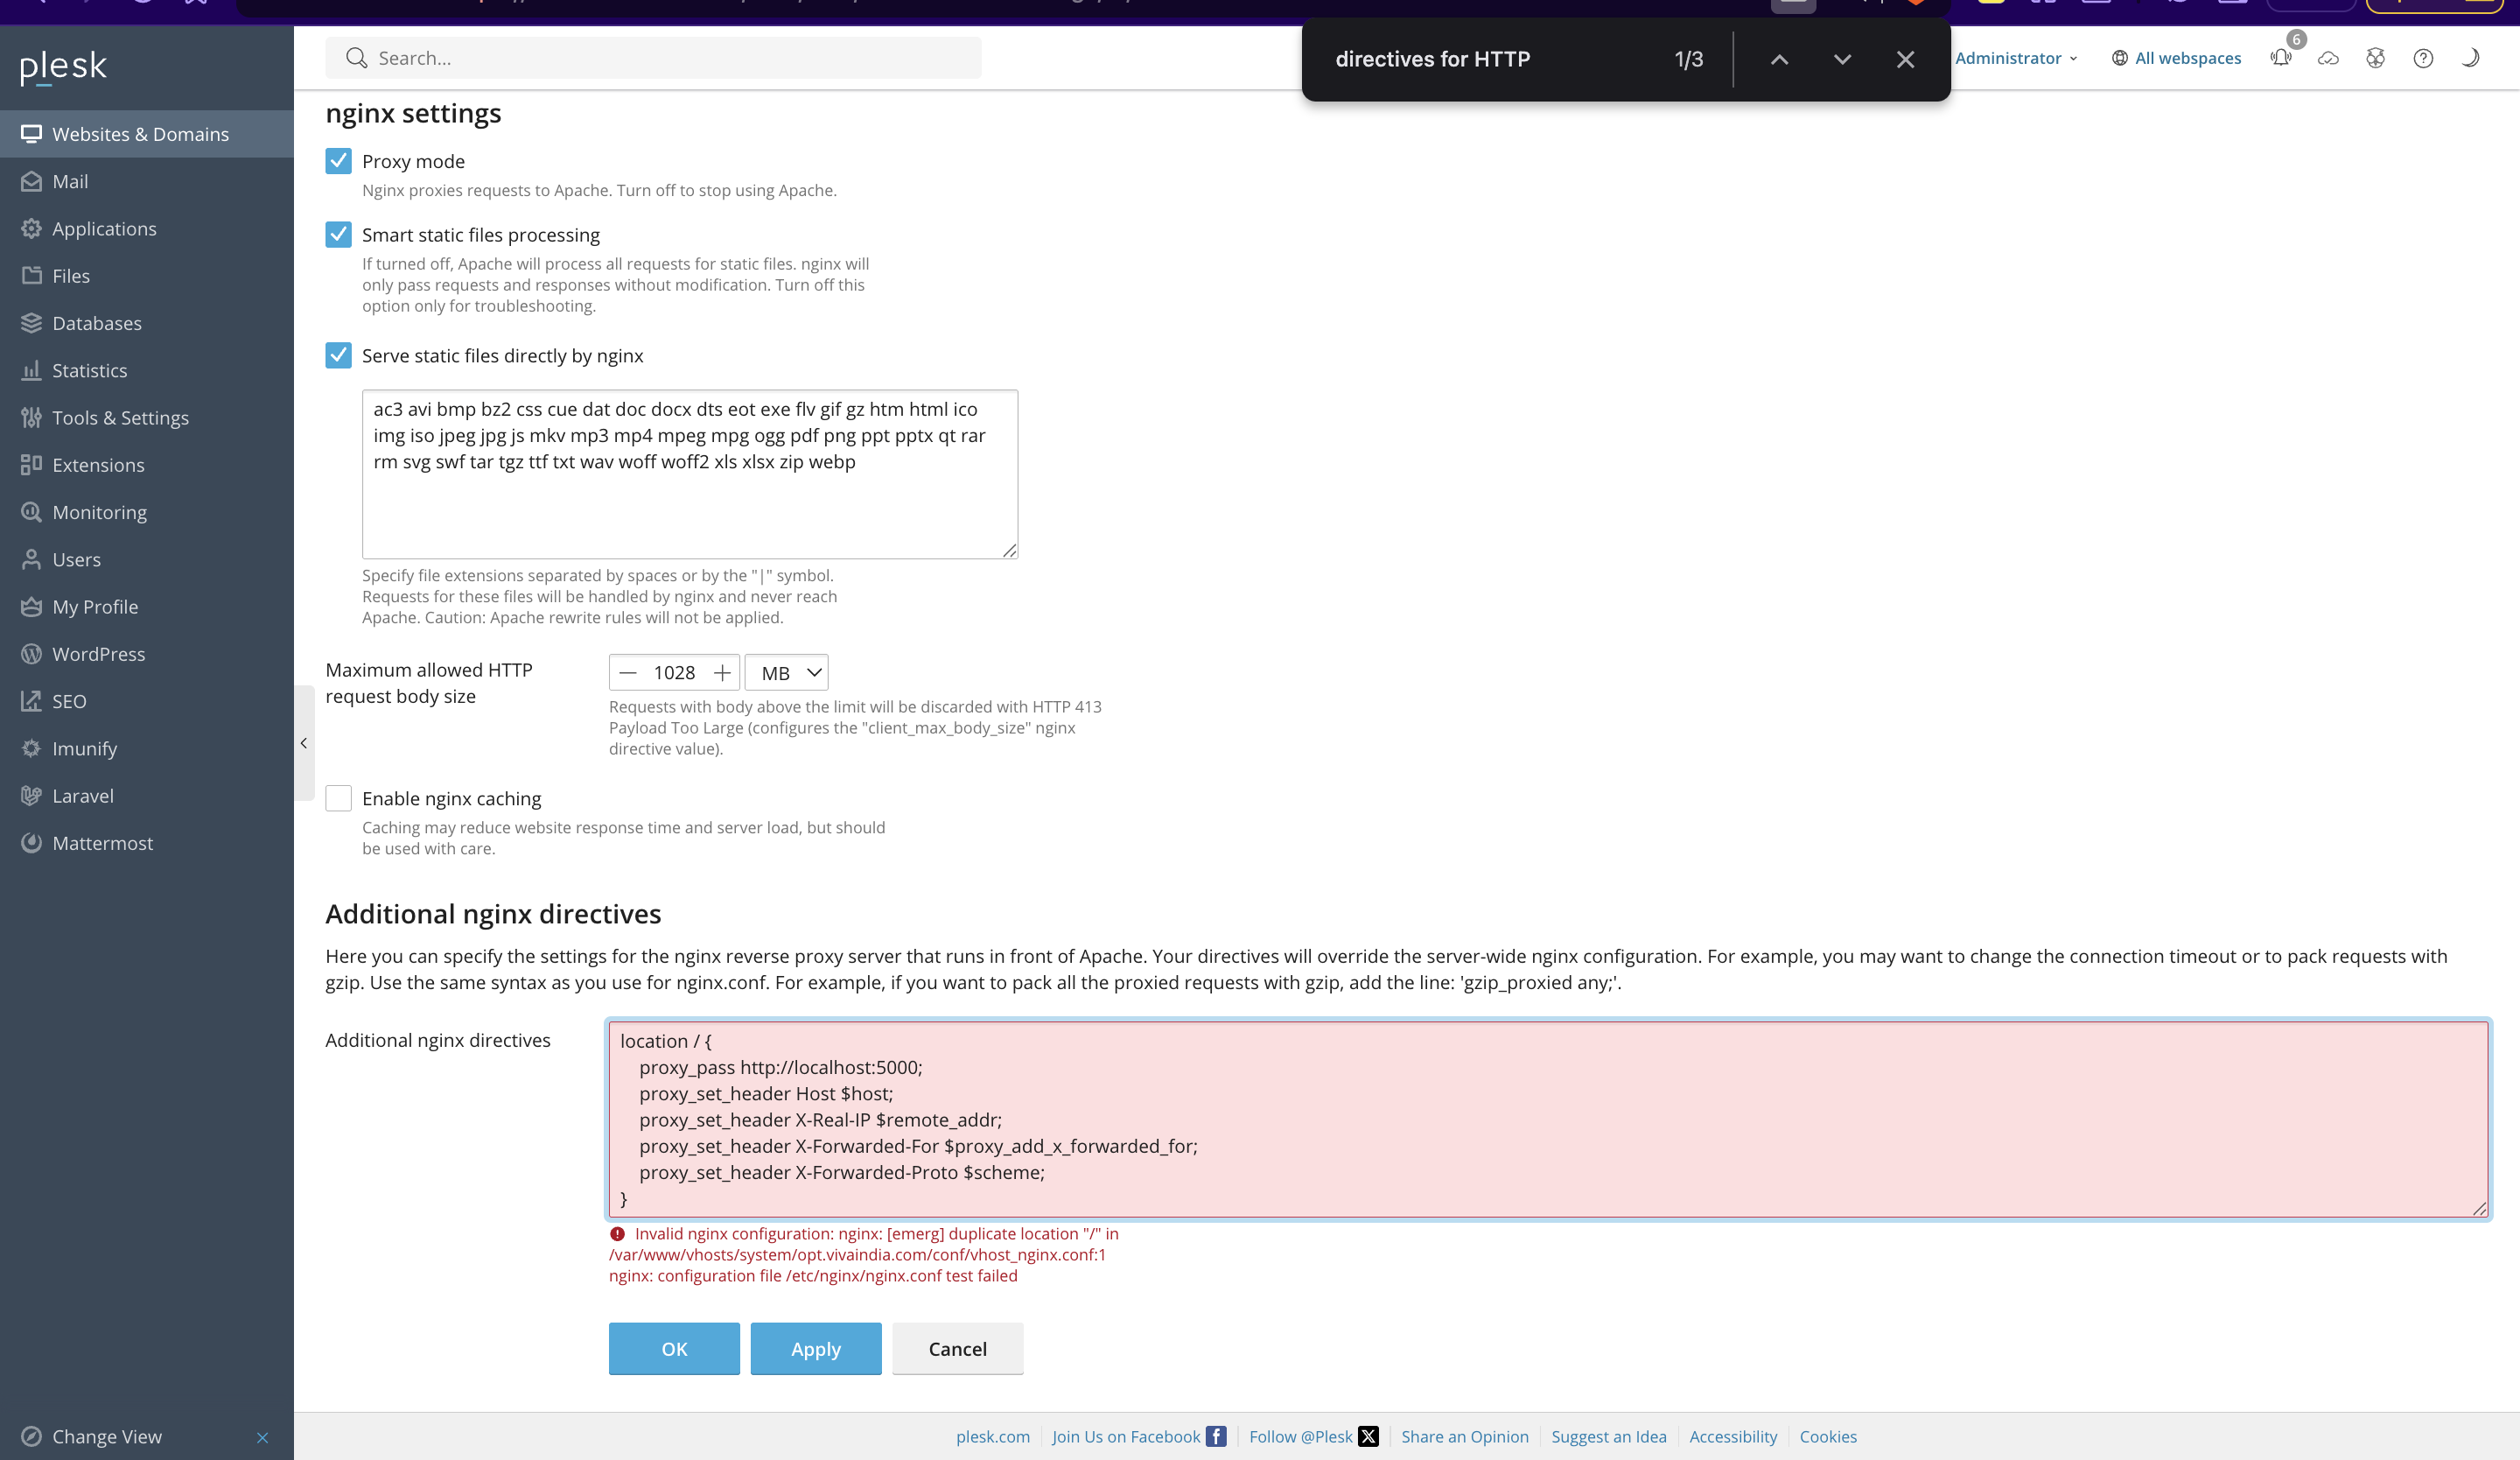 directives for HTTP
1/3
plesk
Search...
Administrator
All webspaces
6
Websites & Domains
Mail
Applications
Files
Databases
Statistics
Tools & Settings
Extensions
Monitoring
Users
My Profile
WordPress
SEO
Imunify
Laravel
Mattermost
Change View
nginx settings
Proxy mode
Nginx proxies requests to Apache. Turn off to stop using Apache.
Smart static files processing
If turned off, Apache will process all requests for static files. nginx will
only pass requests and responses without modification. Turn off this
option only for troubleshooting.
Serve static files directly by nginx
ac3 avi bmp bz2 css cue dat doc docx dts eot exe flv gif gz htm html ico
img iso jpeg jpg js mkv mp3 mp4 mpeg mpg ogg pdf png ppt pptx qt rar
rm svg swf tar tgz ttf txt wav woff woff2 xls xlsx zip webp
Specify file extensions separated by spaces or by the "|" symbol.
Requests for these files will be handled by nginx and never reach
Apache. Caution: Apache rewrite rules will not be applied.
Maximum allowed HTTP
request body size
1028
MB
Requests with body above the limit will be discarded with HTTP 413
Payload Too Large (configures the "client_max_body_size" nginx
directive value).
Enable nginx caching
Caching may reduce website response time and server load, but should
be used with care.
Additional nginx directives
Here you can specify the settings for the nginx reverse proxy server that runs in front of Apache. Your directives will override the server-wide nginx configuration. For example, you may want to change the connection timeout or to pack requests with
gzip. Use the same syntax as you use for nginx.conf. For example, if you want to pack all the proxied requests with gzip, add the line: 'gzip_proxied any;'.
Additional nginx directives
location / {
proxy_pass http://localhost:5000;
proxy_set_header Host $host;
proxy_set_header X-Real-IP $remote_addr;
proxy_set_header X-Forwarded-For $proxy_add_x_forwarded_for;
proxy_set_header X-Forwarded-Proto $scheme;
}
Invalid nginx configuration: nginx: [emerg] duplicate location "/" in
/var/www/vhosts/system/opt.vivaindia.com/conf/vhost_nginx.conf:1
nginx: configuration file /etc/nginx/nginx.conf test failed
OK
Apply
Cancel
plesk.com
Join Us on Facebook
Follow @Plesk
Share an Opinion
Suggest an Idea
Accessibility
Cookies